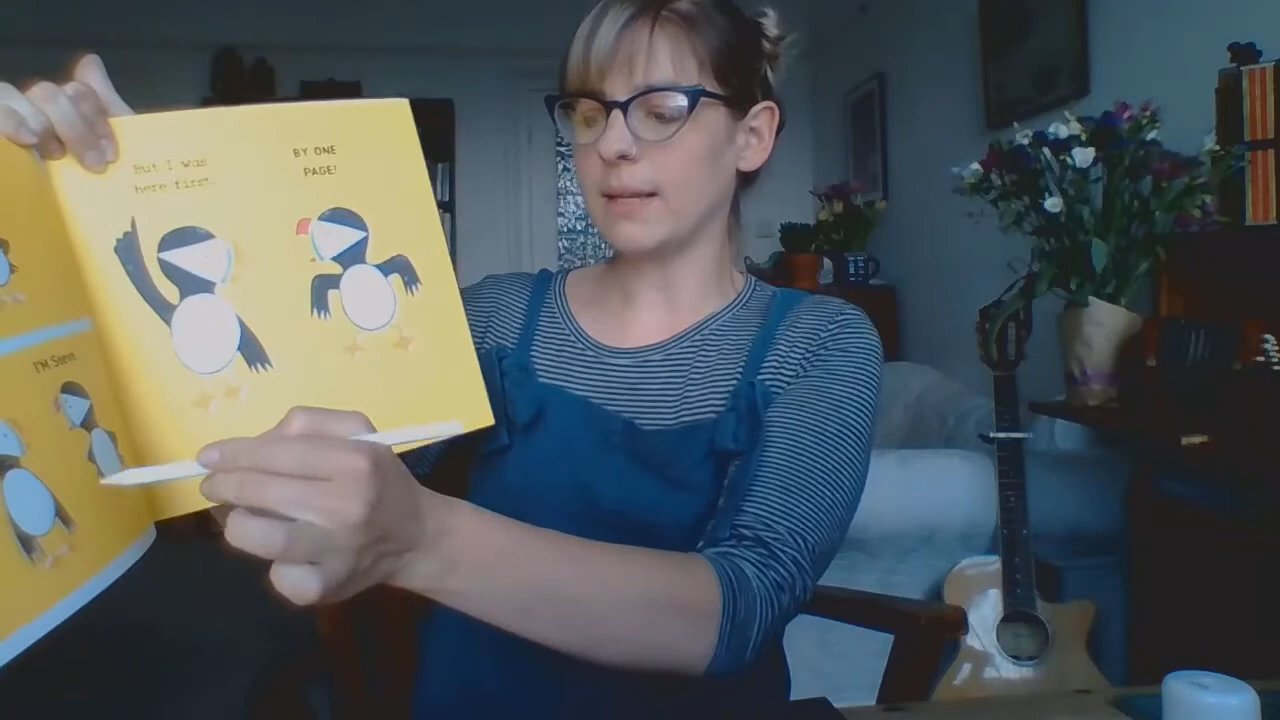 But I was
here first.
BY ONE
PAGE!
I'M Steve.